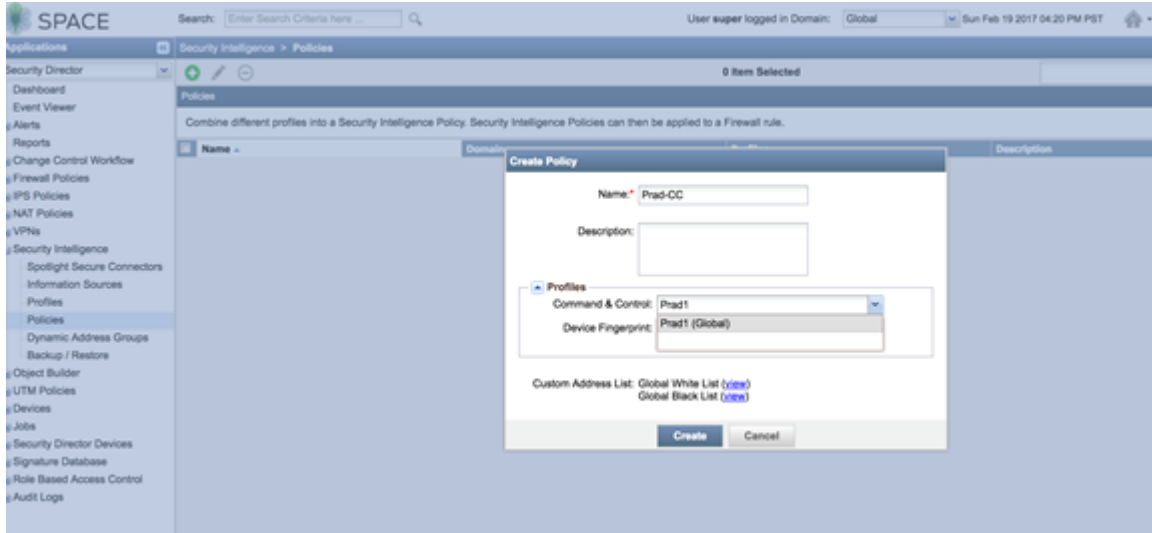 SPACE
Search: Enter Search Criteria here ...
User super logged in Domain: Global
Sun Feb 19 2017 04:20 PM PST
Applications
Security Intelligence > Policies
Security Director
0 Item Selected
Dashboard
Event Viewer
Alerts
Reports
Change Control Workflow
Firewall Policies
IPS Policies
NAT Policies
VPNs
Security Intelligence
Spotlight Secure Connectors
Information Sources
Profiles
Policies
Dynamic Address Groups
Backup / Restore
Object Builder
UTM Policies
Devices
Jobs
Security Director Devices
Signature Database
Role Based Access Control
Audit Logs
Policies
Combine different profiles into a Security Intelligence Policy. Security Intelligence Policies can then be applied to a Firewall rule.
Name Domain Description
Create Policy
Name:* Prad-CC
Description:
Profiles
Command & Control: Prad1
Device Fingerprint: Prad1 (Global)
Custom Address List: Global White List (view)
Global Black List (view)
Create Cancel